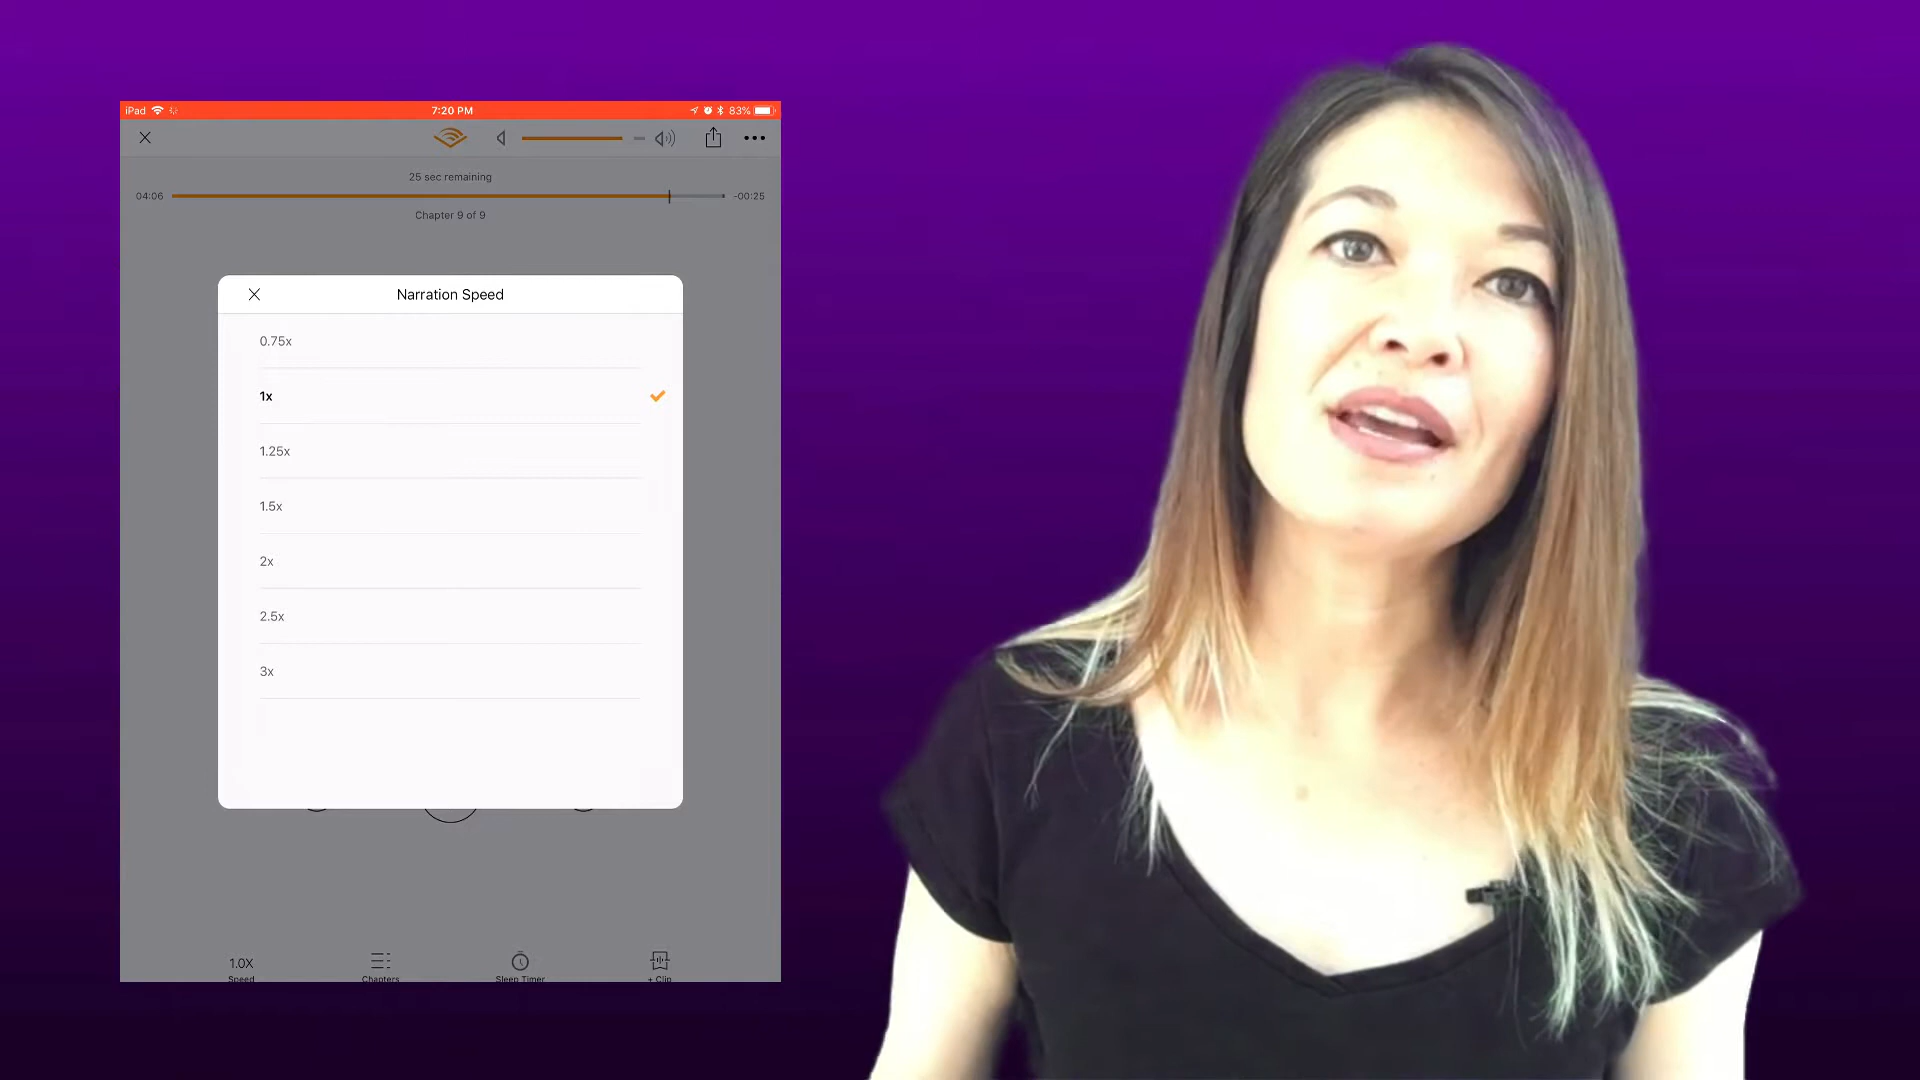 iPad 7:20 PM 83%
25 sec remaining
04:06 -00:25
Chapter 9 of 9
Narration Speed
0.75x
1x
1.25x
1.5x
2x
2.5x
3x
1.0X
Speed Chapters Sleep Timer + Clip